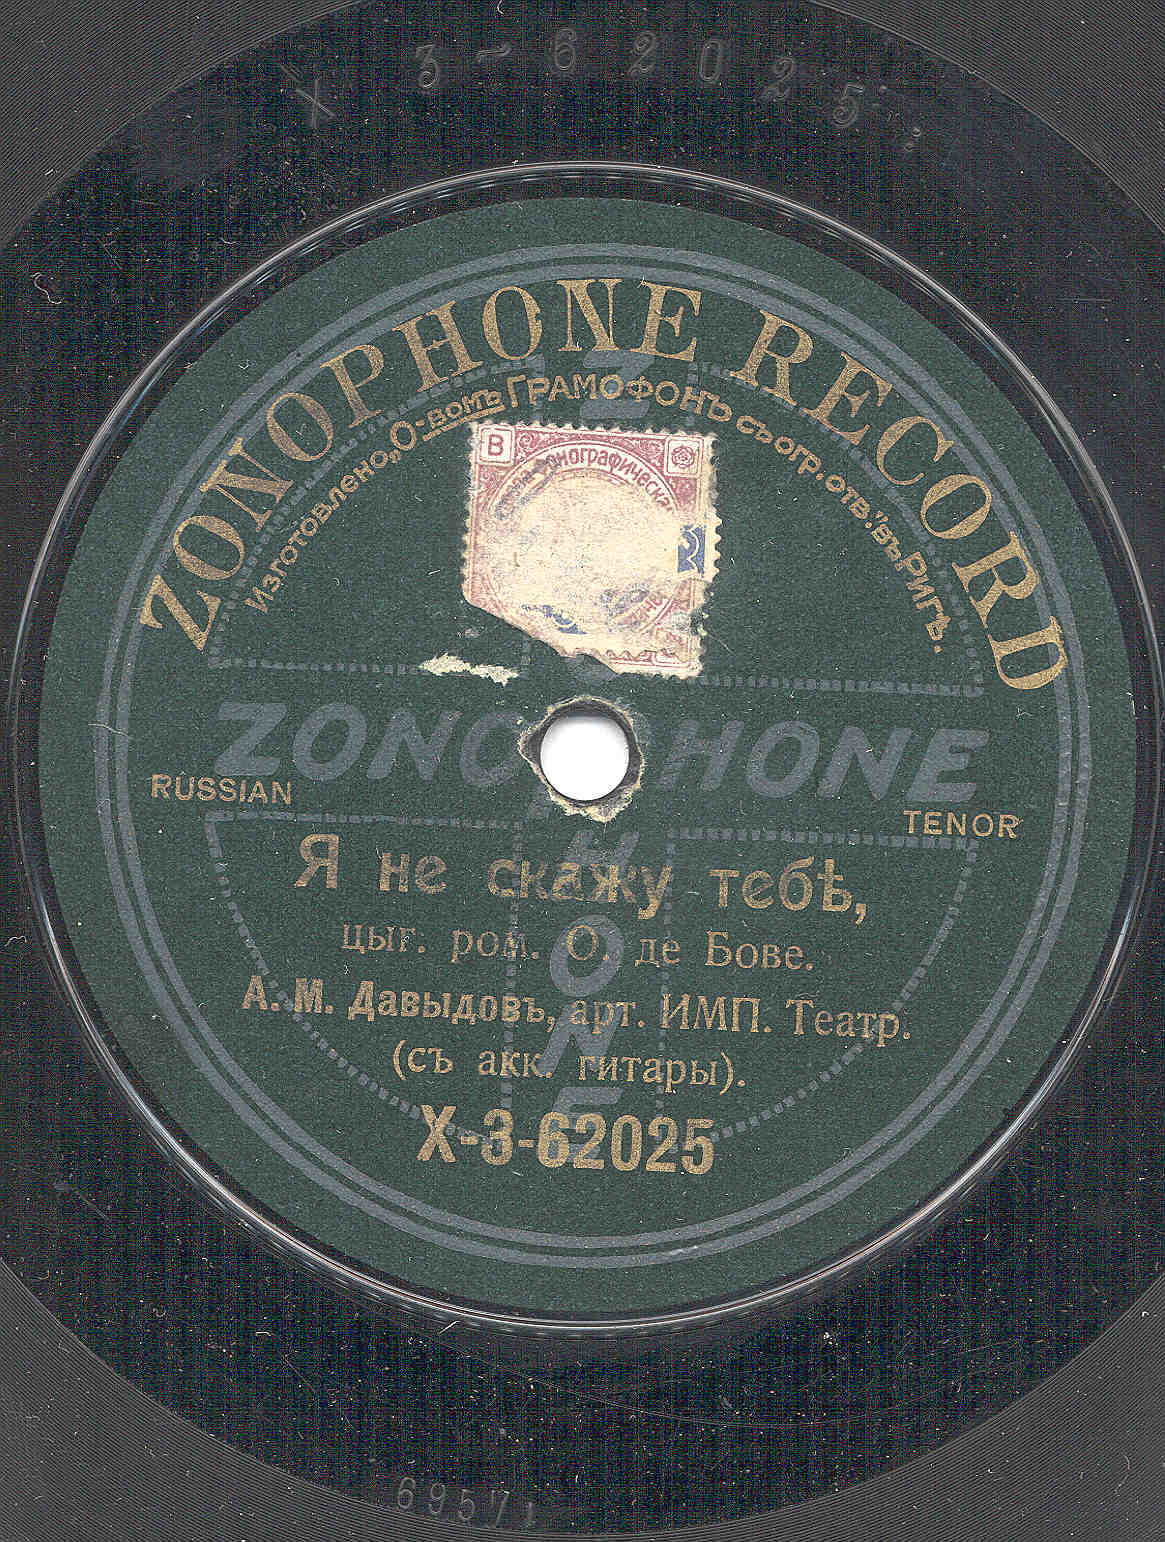 X 3-62025
ZONOPHONE RECORD
Изготовлено „О-вомъ Грамофонъ съ огр. отв." въ Ригѣ.
В
ZONOPHONE
RUSSIAN
TENOR
Я не скажу тебѣ,
цыг. ром. О. де Бове.
А. М. Давыдовъ, арт. ИМП. Театр.
(съ акк. гитары).
X-3-62025